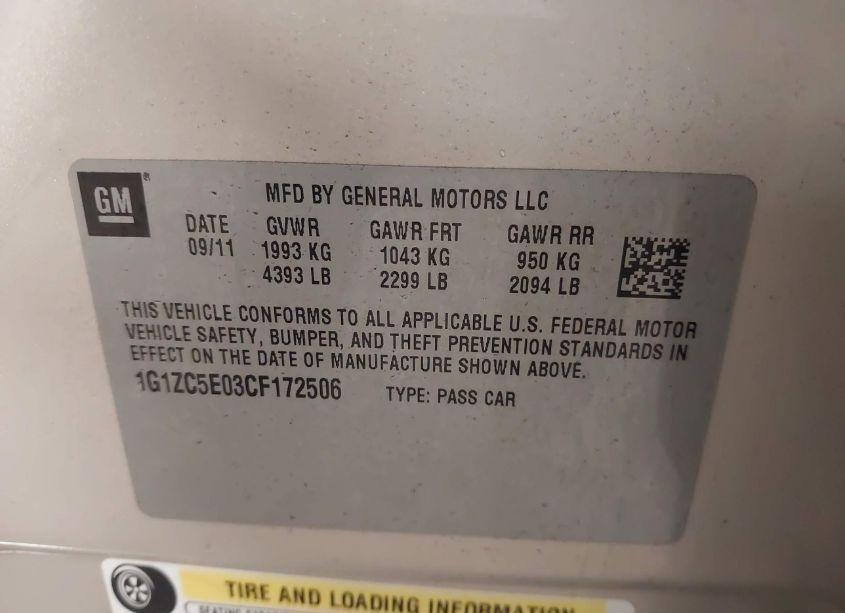 GM
MFD BY GENERAL MOTORS LLC
DATE GVWR GAWR FRT GAWR RR
09/11 1993 KG 1043 KG 950 KG
4393 LB 2299 LB 2094 LB
THIS VEHICLE CONFORMS TO ALL APPLICABLE U.S. FEDERAL MOTOR
VEHICLE SAFETY, BUMPER, AND THEFT PREVENTION STANDARDS IN
EFFECT ON THE DATE OF MANUFACTURE SHOWN ABOVE.
1G1ZC5E03CF172506 TYPE: PASS CAR
TIRE AND LOADING INFORMATION